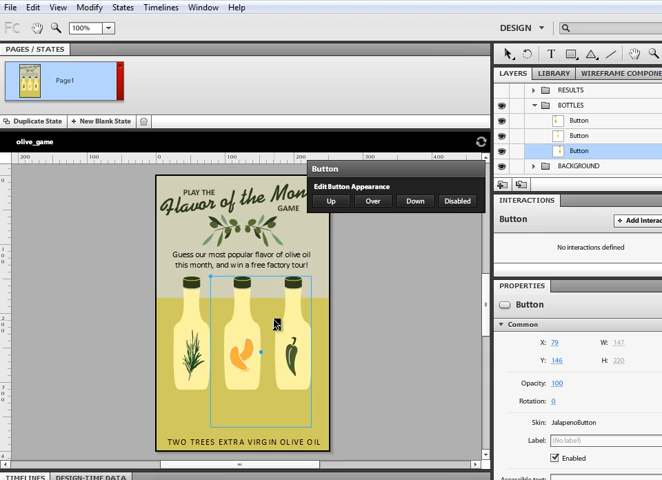 File Edit View Modify States Timelines Window Help
FC 100% DESIGN
PAGES / STATES
Page1
Duplicate State + New Blank State
olive_game
200 0 100 200 300 400
Button
Edit Button Appearance
Up Over Down Disabled
PLAY THE
Flavor of the Mon
GAME
Guess our most popular flavor of olive oil
this month, and win a free factory tour!
TWO TREES EXTRA VIRGIN OLIVE OIL
TIMELINES DESIGN-TIME DATA
T
LAYERS LIBRARY WIREFRAME COMPONE
RESULTS
BOTTLES
Button
Button
Button
BACKGROUND
INTERACTIONS
Button + Add Interac
No interactions defined
PROPERTIES
Button
Common
X: 79 W: 147
Y: 146 H: 220
Opacity: 100
Rotation: 0
Skin: JalapenoButton
Label: (No label)
Enabled
Accessible text: